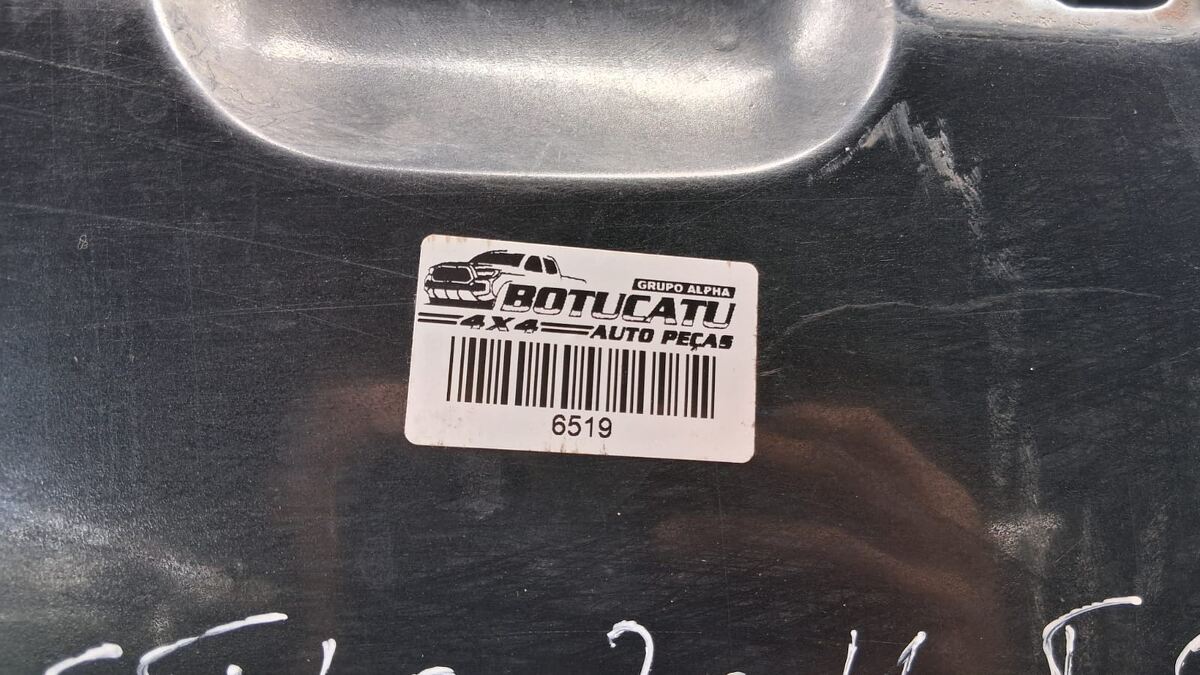 GRUPO ALPHA
BOTUCATU
4X4 AUTO PEÇAS
6519